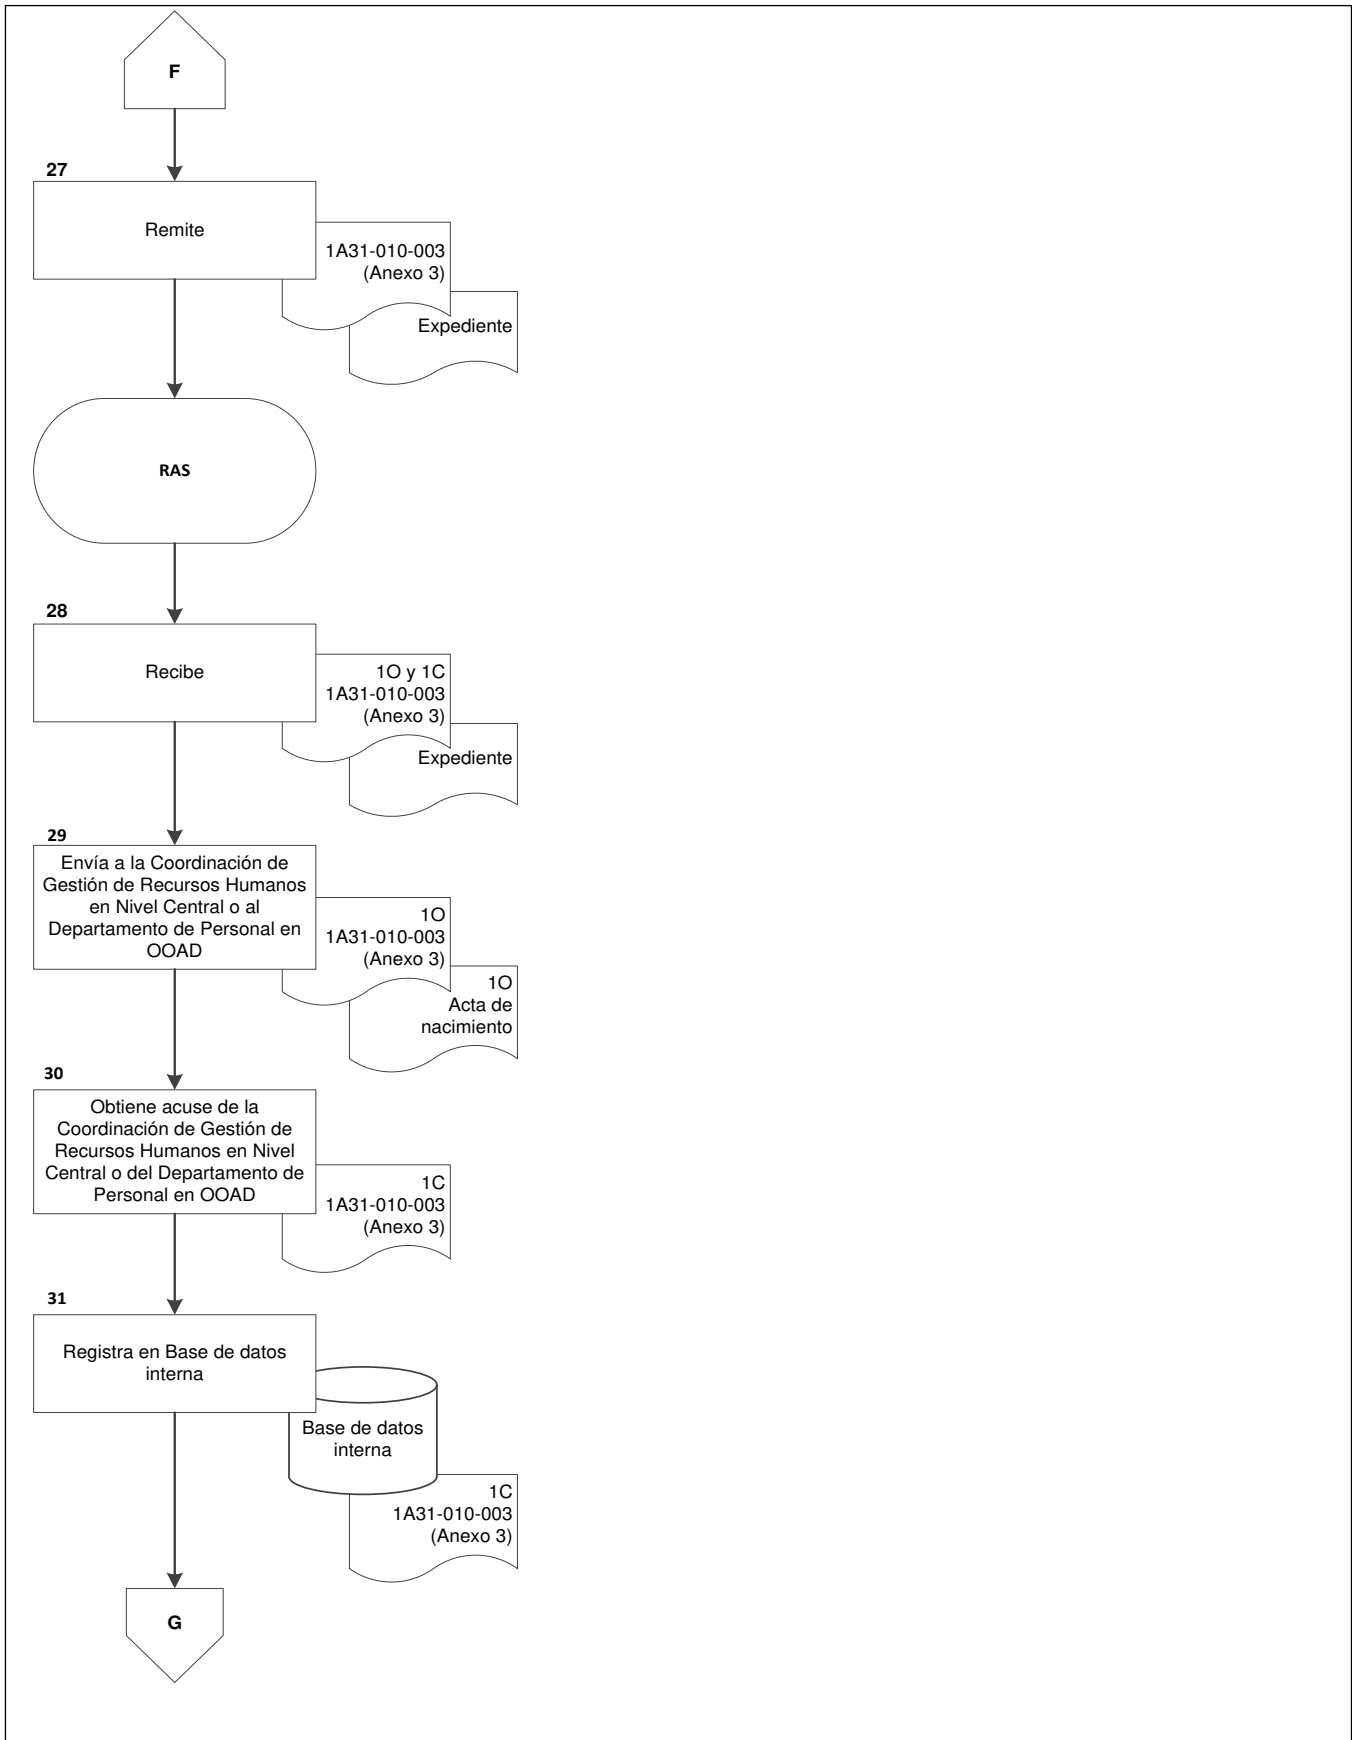 F
27
Remite
1A31-010-003
(Anexo 3)
Expediente
RAS
28
Recibe
1O y 1C
1A31-010-003
(Anexo 3)
Expediente
29
Envía a la Coordinación de
Gestión de Recursos Humanos
en Nivel Central o al
Departamento de Personal en
OOAD
1O
1A31-010-003
(Anexo 3)
1O
Acta de
nacimiento
30
Obtiene acuse de la
Coordinación de Gestión de
Recursos Humanos en Nivel
Central o del Departamento de
Personal en OOAD
1C
1A31-010-003
(Anexo 3)
31
Registra en Base de datos
interna
Base de datos
interna
1C
1A31-010-003
(Anexo 3)
G